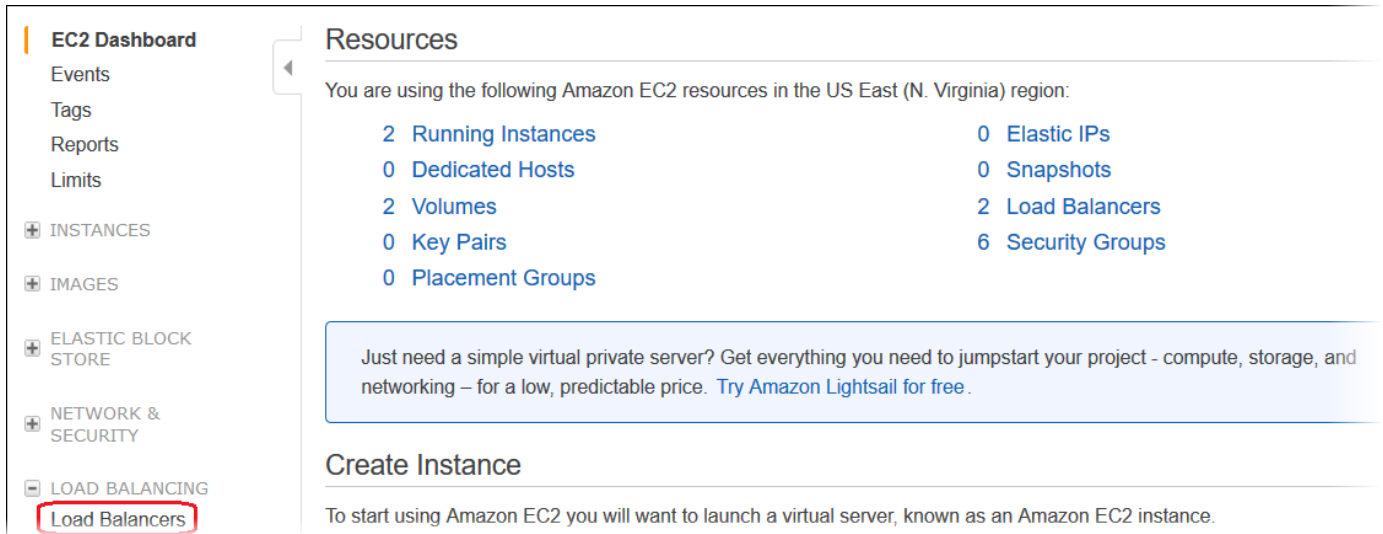 EC2 Dashboard
Events
Tags
Reports
Limits
INSTANCES
IMAGES
ELASTIC BLOCK
STORE
NETWORK &
SECURITY
LOAD BALANCING
Load Balancers
Resources
You are using the following Amazon EC2 resources in the US East (N. Virginia) region:
2 Running Instances
0 Dedicated Hosts
2 Volumes
0 Key Pairs
0 Placement Groups
0 Elastic IPs
0 Snapshots
2 Load Balancers
6 Security Groups
Just need a simple virtual private server? Get everything you need to jumpstart your project - compute, storage, and
networking – for a low, predictable price. Try Amazon Lightsail for free.
Create Instance
To start using Amazon EC2 you will want to launch a virtual server, known as an Amazon EC2 instance.